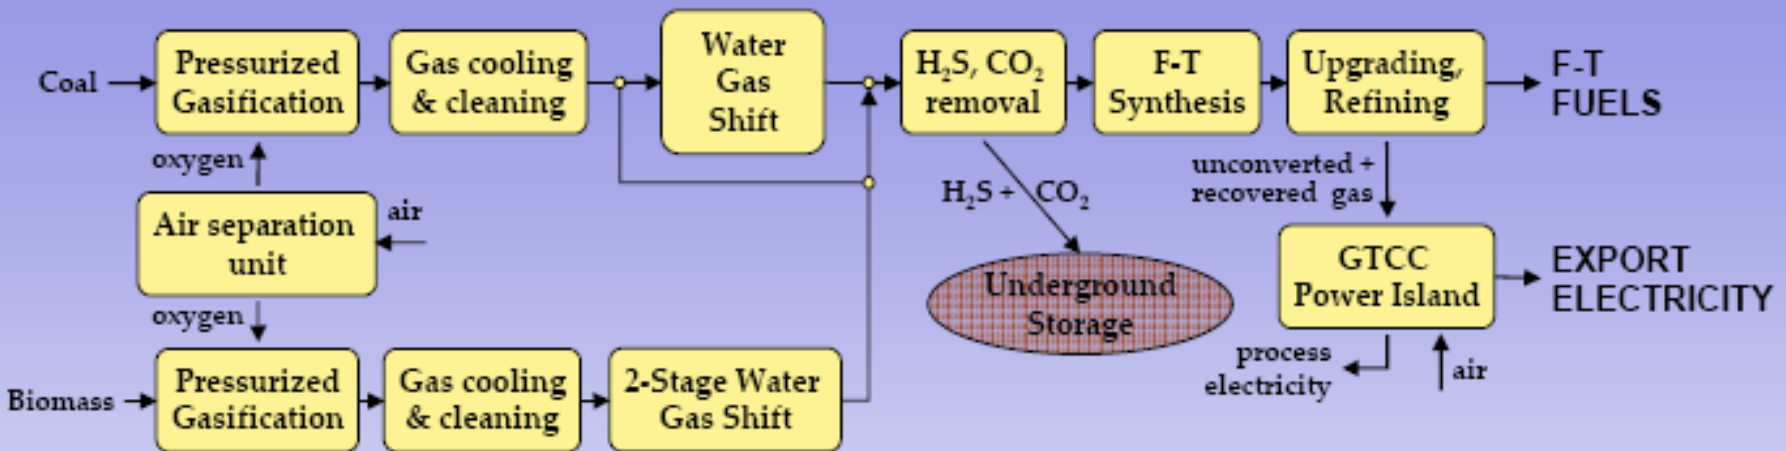 Coal
Pressurized
Gasification
Gas cooling
& cleaning
Water
Gas
Shift
H₂S, CO₂
removal
F-T
Synthesis
Upgrading,
Refining
F-T
FUELS
oxygen
Air separation
unit
air
oxygen
H₂S + CO₂
Underground
Storage
unconverted +
recovered gas
GTCC
Power Island
EXPORT
ELECTRICITY
process
electricity
air
Biomass
Pressurized
Gasification
Gas cooling
& cleaning
2-Stage Water
Gas Shift